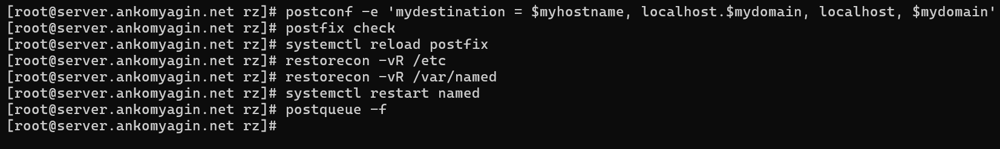 [root@server.ankomyagin.net rz]# postconf -e 'mydestination = $myhostname, localhost.$mydomain, localhost, $mydomain'
[root@server.ankomyagin.net rz]# postfix check
[root@server.ankomyagin.net rz]# systemctl reload postfix
[root@server.ankomyagin.net rz]# restorecon -vR /etc
[root@server.ankomyagin.net rz]# restorecon -vR /var/named
[root@server.ankomyagin.net rz]# systemctl restart named
[root@server.ankomyagin.net rz]# postqueue -f
[root@server.ankomyagin.net rz]#